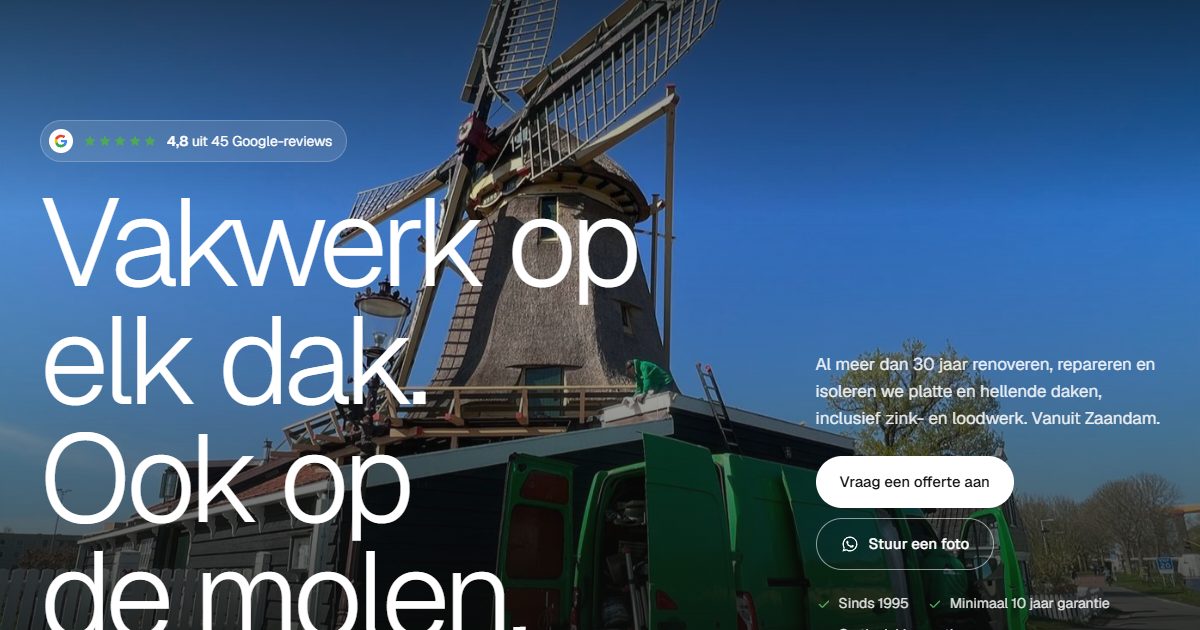 4,8 uit 45 Google-reviews
Vakwerk op
elk dak.
Ook op
de molen.
Al meer dan 30 jaar renoveren, repareren en
isoleren we platte en hellende daken,
inclusief zink- en loodwerk. Vanuit Zaandam.
Vraag een offerte aan
Stuur een foto
Sinds 1995
Minimaal 10 jaar garantie